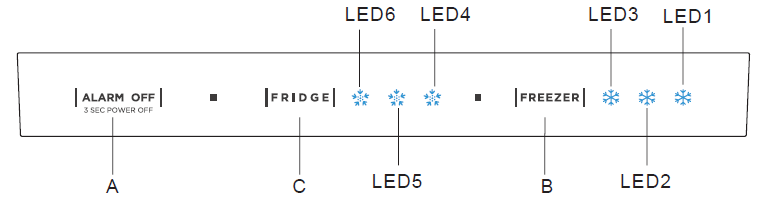 LED6 LED4 LED3 LED1
ALARM OFF FRIDGE FREEZER
3 SEC POWER OFF
A C LED5 B LED2